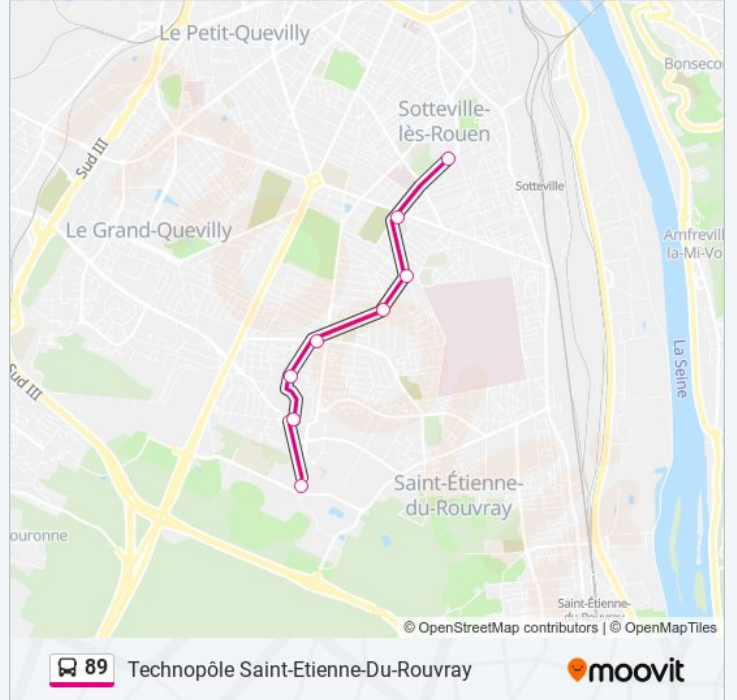 Le Petit-Quevilly
Bonseco
Sotteville-
lès-Rouen
Sud III
Sotteville
Le Grand-Quevilly
Amfrevill
la-Mi-Vo
La Seine
Sud III
Saint-Étienne-
du-Rouvray
ouronne
Saint-Étienne-
du-Rouvray
© OpenStreetMap contributors | © OpenMapTiles
89 Technopôle Saint-Etienne-Du-Rouvray
moovit